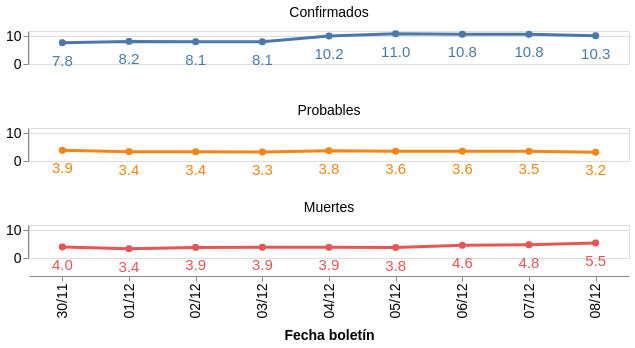 Confirmados
10
0
7.8 8.2 8.1 8.1 10.2 11.0 10.8 10.8 10.3
Probables
10
0
3.9 3.4 3.4 3.3 3.8 3.6 3.6 3.5 3.2
Muertes
10
0
4.0 3.4 3.9 3.9 3.9 3.8 4.6 4.8 5.5
30/11 01/12 02/12 03/12 04/12 05/12 06/12 07/12 08/12
Fecha boletín